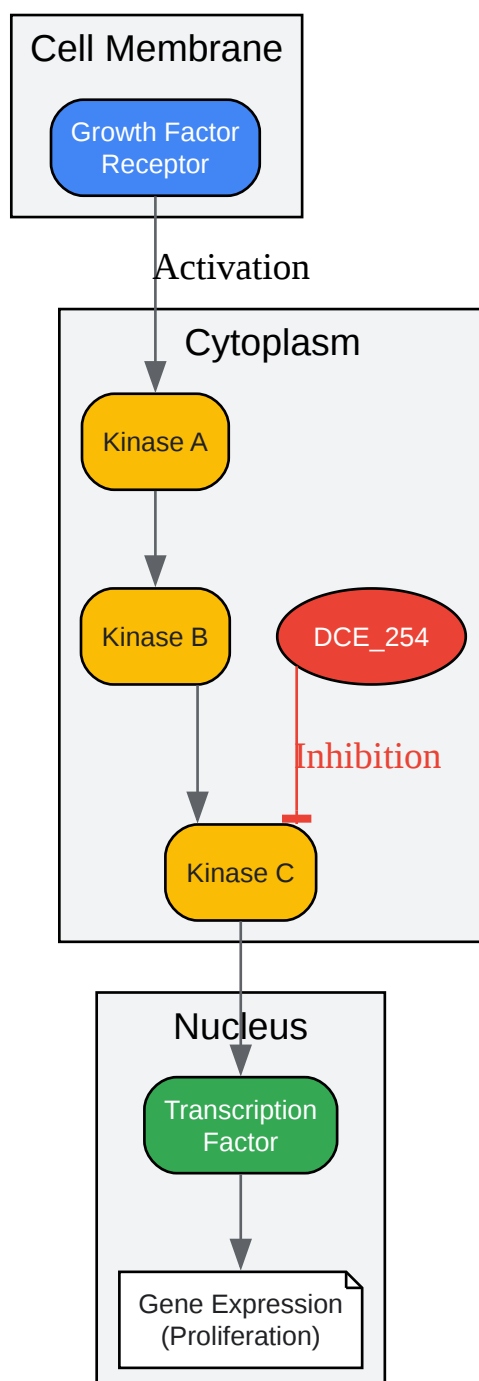 Cell Membrane
Growth Factor
Receptor
Activation
Cytoplasm
Kinase A
Kinase B
DCE_254
Inhibition
Kinase C
Nucleus
Transcription
Factor
Gene Expression
(Proliferation)